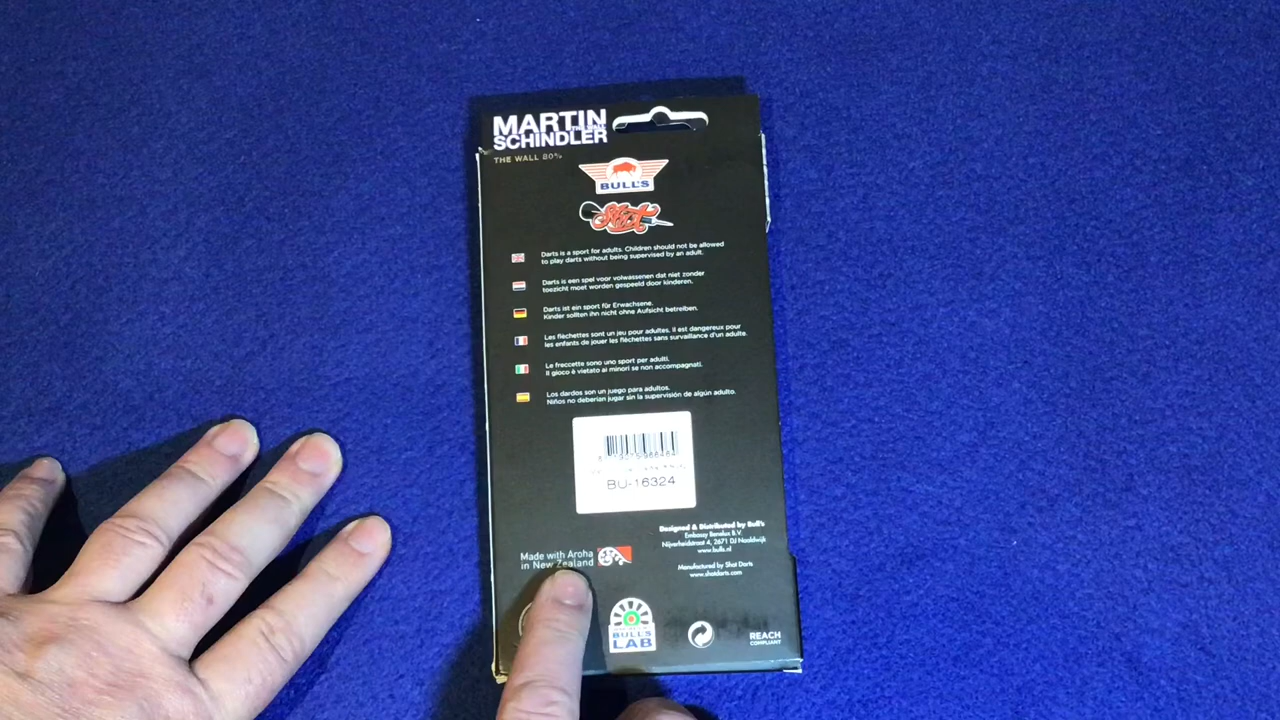 MARTIN
THE WALL
SCHINDLER
THE WALL 80%
BULL'S
Shot
Darts is a sport for adults. Children should not be allowed
to play darts without being supervised by an adult.
Darts is een spel voor volwassenen dat niet zonder
toezicht moet worden gespeeld door kinderen.
Darts ist ein sport für Erwachsene.
Kinder sollten ihn nicht ohne Aufsicht betreiben.
Les fléchettes sont un jeu pour adultes. Il est dangereux pour
les enfants de jouer les fléchettes sans survaillance d'un adulte.
Le freccette sono uno sport per adulti.
Il gioco è vietato ai minori se non accompagnati.
Los dardos son un juego para adultos.
Niños no deberían jugar sin la supervisión de algún adulto.
BU-16324
Designed & Distributed by Bull's
Embassy Benelux B.V.
Nijverheidstraat 4, 2671 DJ Naaldwijk
www.bulls.nl
Made with Aroha
in New Zealand
Manufactured by Shot Darts
www.shotdarts.com
BULL'S
LAB
REACH
COMPLIANT